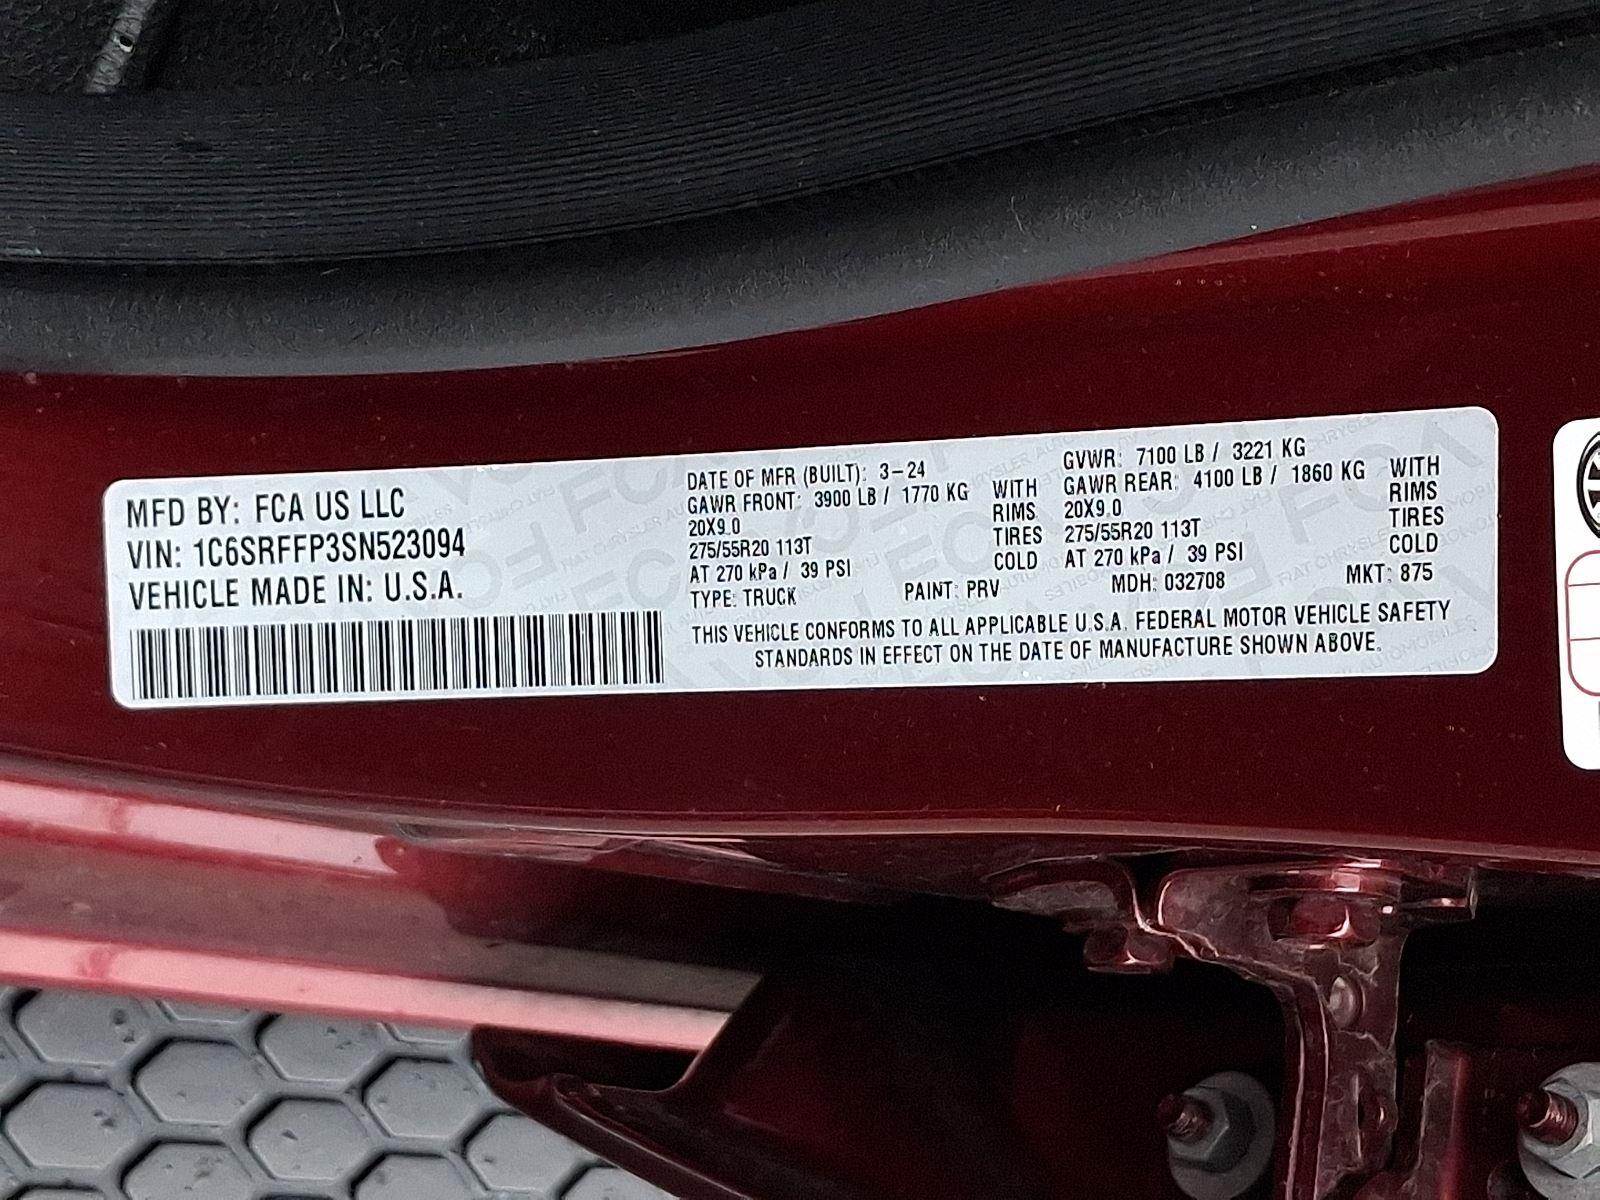 MFD BY: FCA US LLC
VIN: 1C6SRFFP3SN523094
VEHICLE MADE IN: U.S.A.
DATE OF MFR (BUILT): 3-24
GAWR FRONT: 3900 LB / 1770 KG WITH
20X9.0 RIMS
275/55R20 113T TIRES
AT 270 kPa / 39 PSI COLD
GVWR: 7100 LB / 3221 KG
GAWR REAR: 4100 LB / 1860 KG WITH
20X9.0 RIMS
275/55R20 113T TIRES
AT 270 kPa / 39 PSI COLD
TYPE: TRUCK PAINT: PRV MDH: 032708 MKT: 875
THIS VEHICLE CONFORMS TO ALL APPLICABLE U.S.A. FEDERAL MOTOR VEHICLE SAFETY
STANDARDS IN EFFECT ON THE DATE OF MANUFACTURE SHOWN ABOVE.